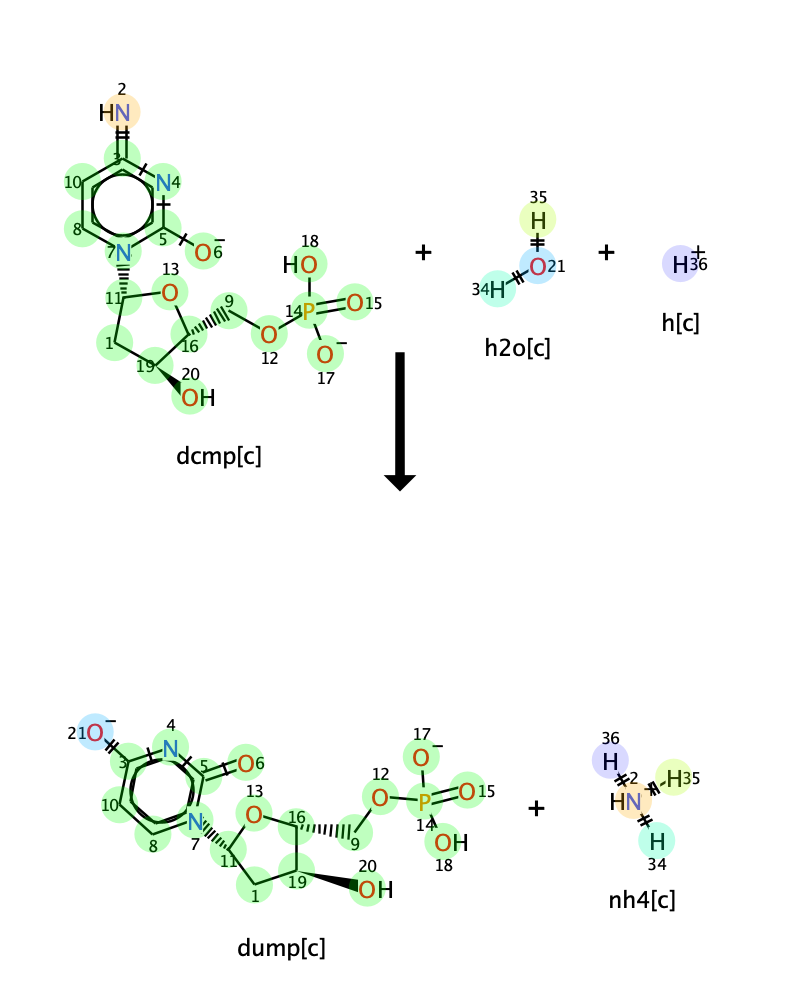 2
HN
3
10 N4
8 5
7N O6 −
18
HO
13
11 O 9 14P O15
1 16 O
12 O −
17
19 20
OH
dcmp[c]
+
35
H
O21
34H
h2o[c]
+
H +
36
h[c]
21O −
4
N
3
5 O6
10
N
8 7
13
O 16
11
1 19
9
12
O
17
O −
P O15
14
OH
18
20
OH
dump[c]
+
36
H
2 H35
HN
H
34
nh4[c]